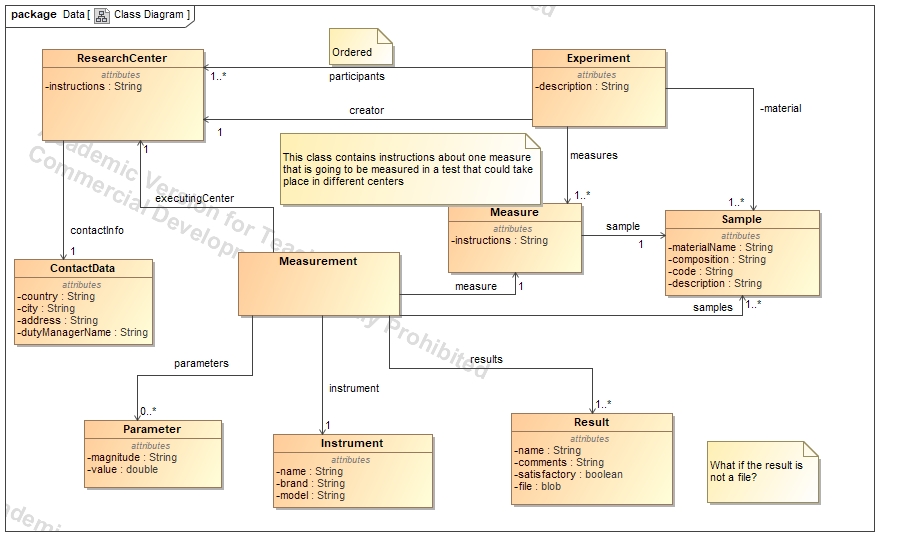 package Data [ Class Diagram ]
demic
Ordered
ResearchCenter
attributes
-instructions : String
1..*
participants
creator
1
Experiment
attributes
-description : String
-material
Academic Version for Teac
Commercial Developm
ly Prohibited
This class contains instructions about one measure
that is going to be measured in a test that could take
place in different centers
measures
1..*
1
executingCenter
1..*
Measure
attributes
-instructions : String
sample
1
Sample
attributes
-materialName : String
-composition : String
-code : String
-description : String
contactInfo
1
ContactData
attributes
-country : String
-city : String
-address : String
-dutyManagerName : String
Measurement
measure
1
samples
1..*
parameters
0..*
instrument
1
results
1..*
Parameter
attributes
-magnitude : String
-value : double
Instrument
attributes
-name : String
-brand : String
-model : String
Result
attributes
-name : String
-comments : String
-satisfactory : boolean
-file : blob
What if the result is
not a file?